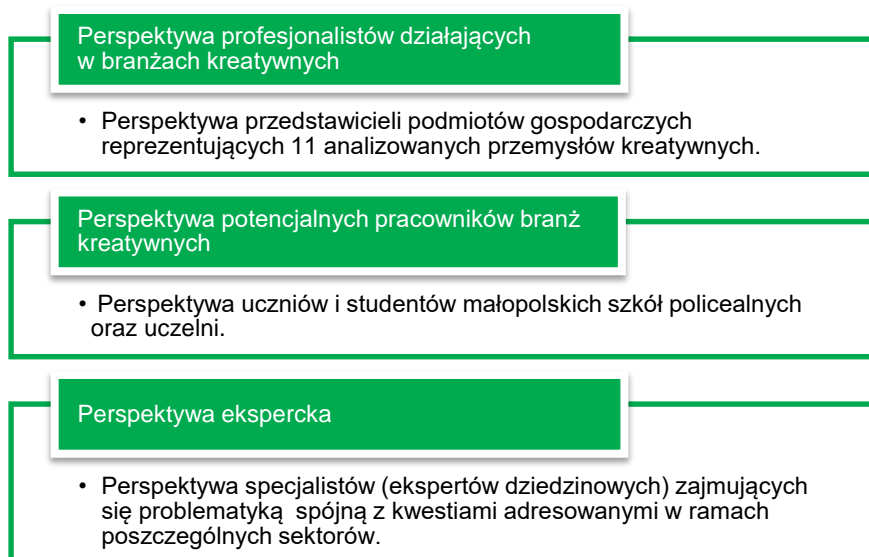 Perspektywa profesjonalistów działających
w branżach kreatywnych
• Perspektywa przedstawicieli podmiotów gospodarczych
reprezentujących 11 analizowanych przemysłów kreatywnych.
Perspektywa potencjalnych pracowników branż
kreatywnych
• Perspektywa uczniów i studentów małopolskich szkół policealnych
oraz uczelni.
Perspektywa ekspercka
• Perspektywa specjalistów (ekspertów dziedzinowych) zajmujących
się problematyką spójną z kwestiami adresowanymi w ramach
poszczególnych sektorów.